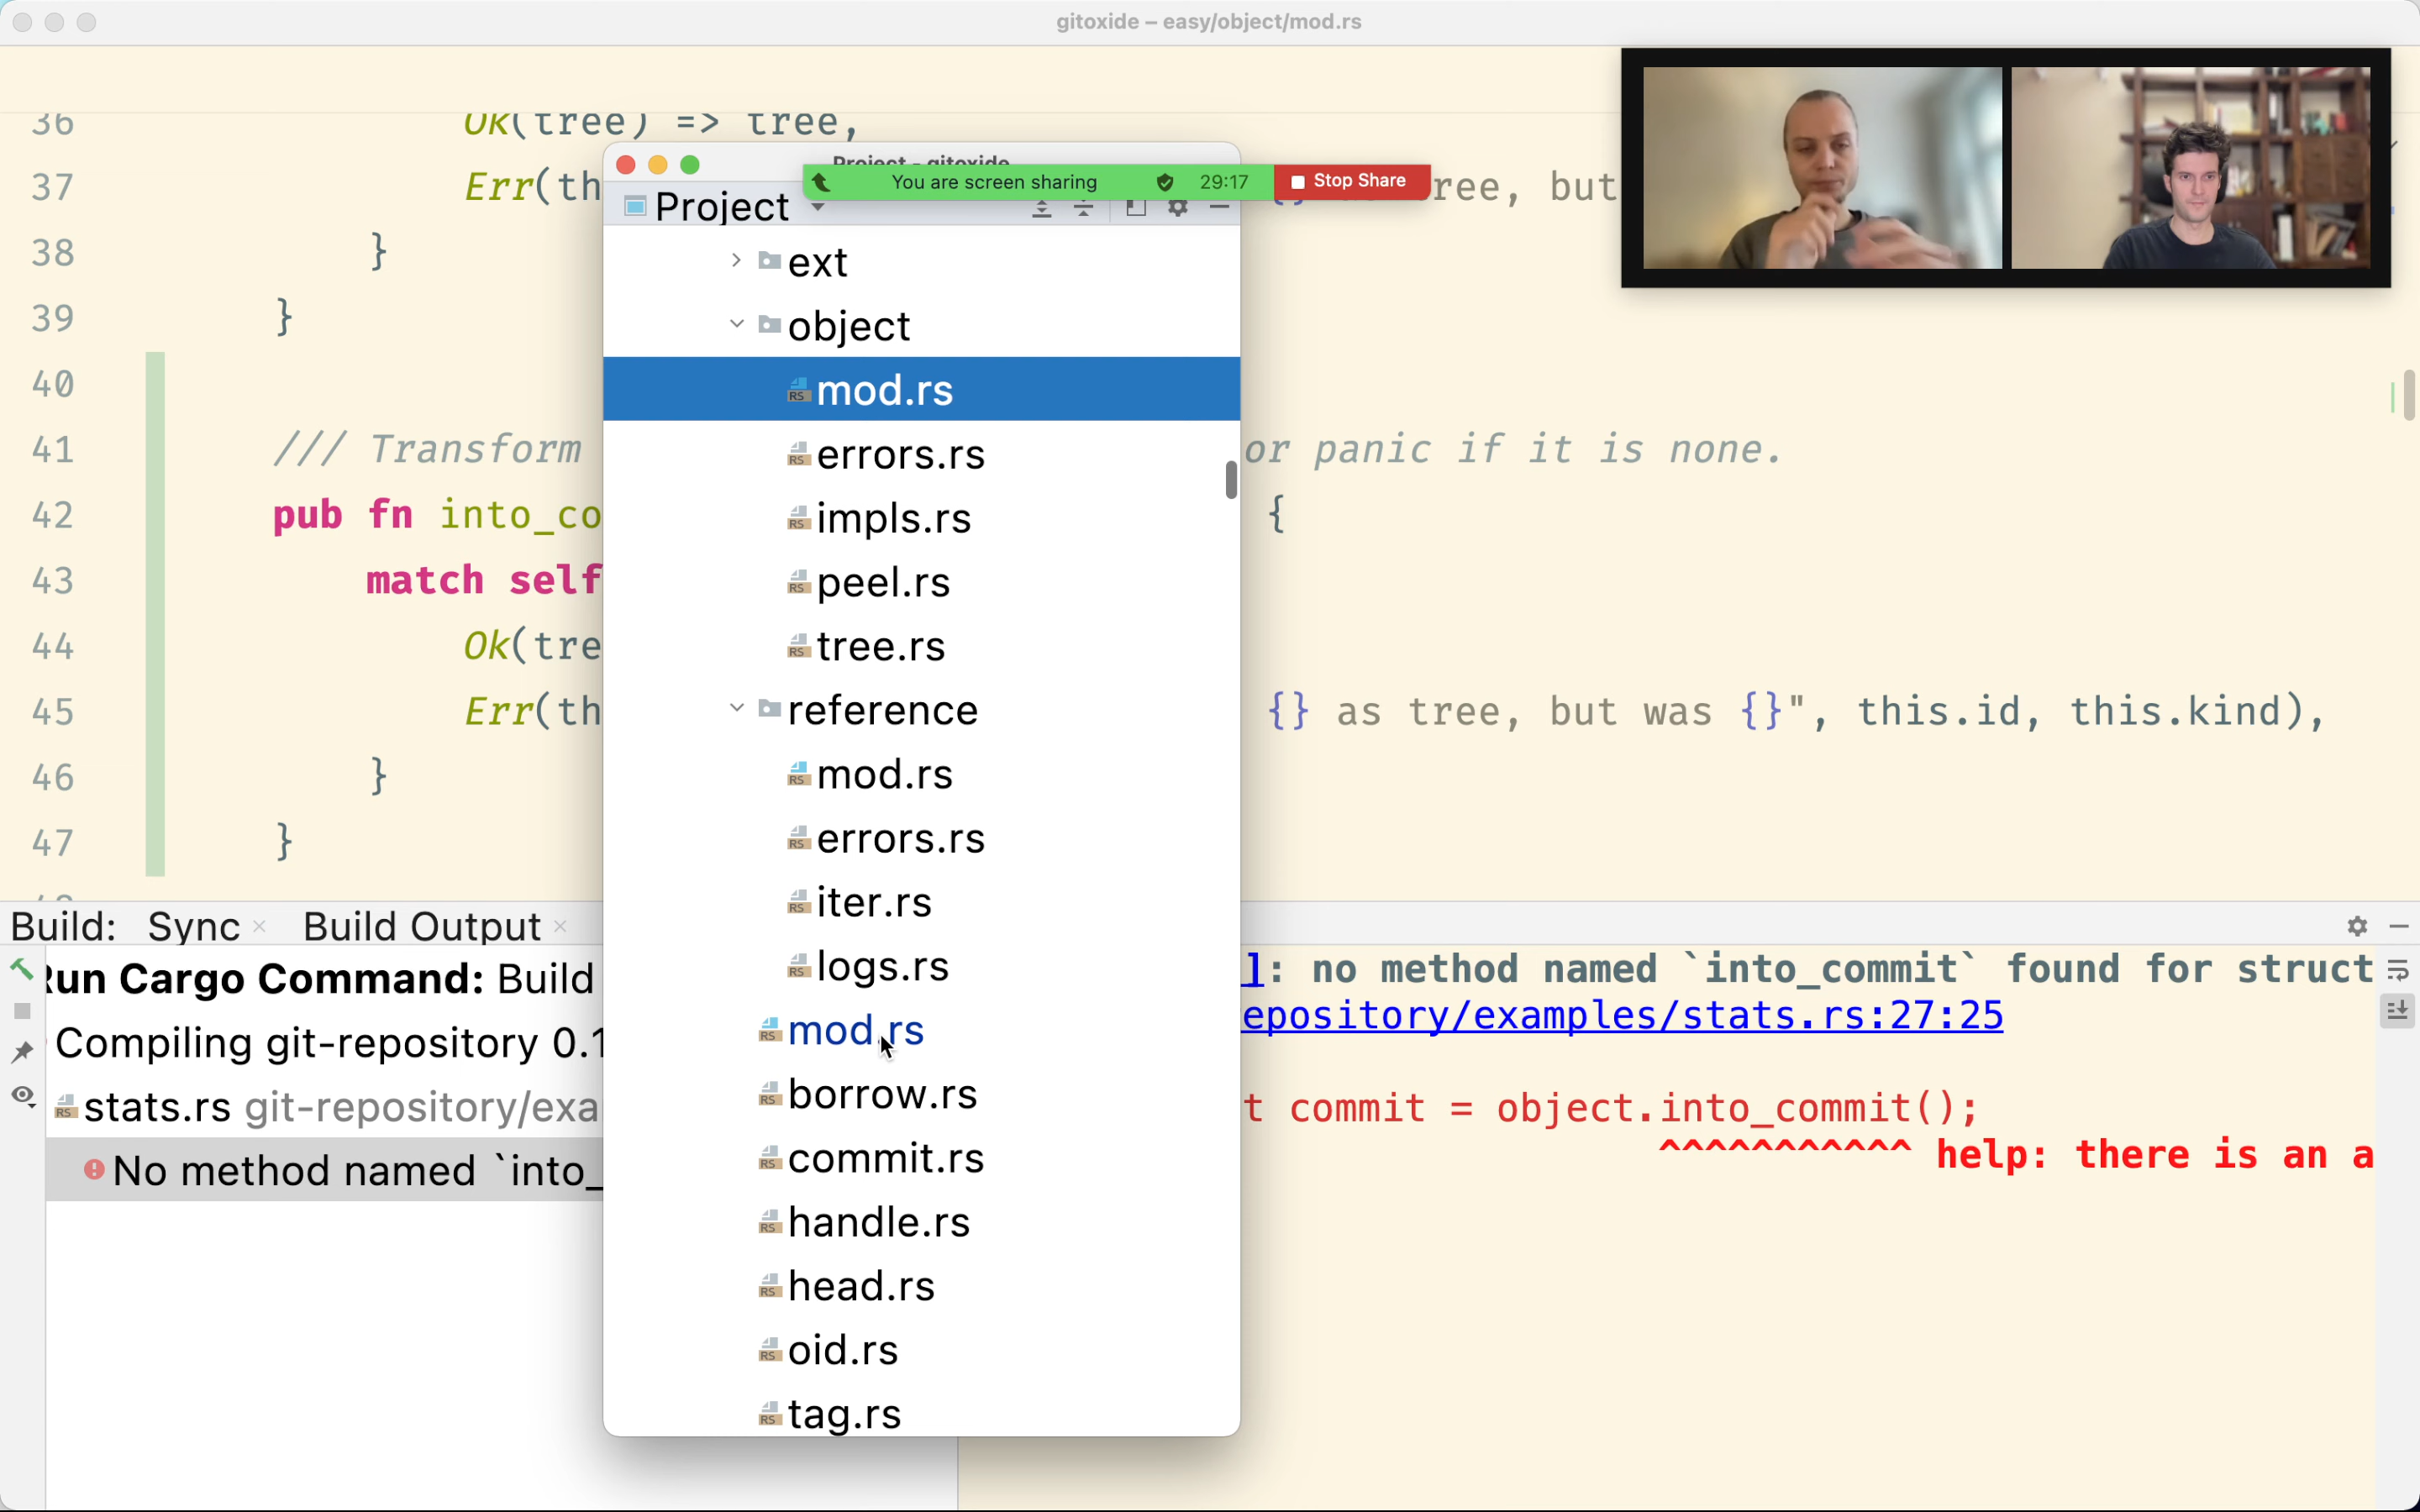 gitoxide – easy/object/mod.rs
36 Ok(tree) => tree,
37 Err(th {} ree, but
38 }
39 }
40
41 /// Transform or panic if it is none.
42 pub fn into_co {
43 match self
44 Ok(tre
45 Err(th {} as tree, but was {}", this.id, this.kind),
46 }
47 }
Project - gitoxide
You are screen sharing 29:17 Stop Share
Project
ext
object
mod.rs
errors.rs
impls.rs
peel.rs
tree.rs
reference
mod.rs
errors.rs
iter.rs
logs.rs
mod.rs
borrow.rs
commit.rs
handle.rs
head.rs
oid.rs
tag.rs
Build: Sync Build Output
Run Cargo Command: Build
Compiling git-repository 0.1
stats.rs git-repository/exa
No method named `into_
]: no method named `into_commit` found for struct
epository/examples/stats.rs:27:25
t commit = object.into_commit();
^^^^^^^^^^^ help: there is an a